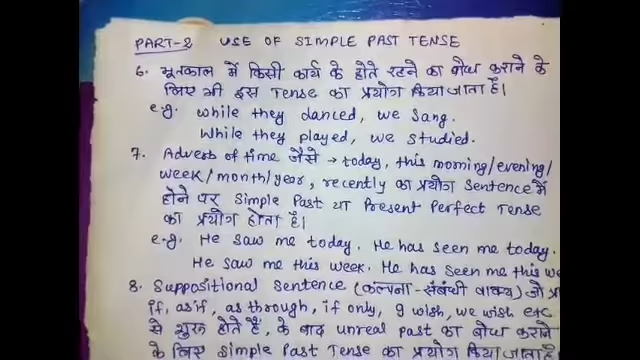 PART-2 USE OF SIMPLE PAST TENSE
6. भूतकाल में किसी कार्य के होते रहने का बोध कराने के
लिए भी इस Tense का प्रयोग किया जाता है।
e.g. While they danced, we sang.
While they played, we studied.
7. Adverb of time जैसे → today, this morning/evening/
week/month/year, recently का प्रयोग sentence में
होने पर simple Past या Present Perfect Tense
का प्रयोग होता है।
e.g. He saw me today. He has seen me today.
He saw me this week. He has seen me this we
8. Suppositional Sentence (कल्पना-संबंधी वाक्य) जो
if, as if, as through, if only, I wish, we wish etc.
से शुरू होते हैं, के बाद unreal past का बोध कराने
के लिए simple Past Tense का प्रयोग किया जाता है